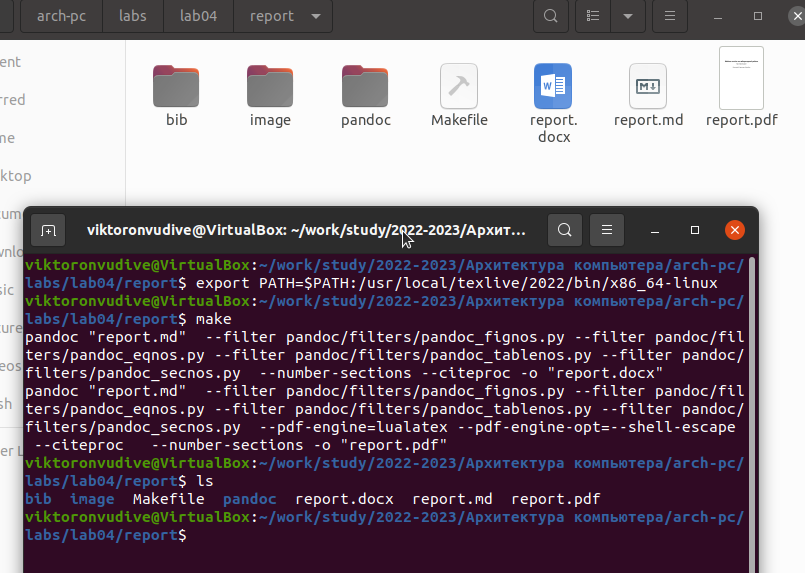 arch-pc labs lab04 report
ent
rred
me
ktop
cum
wnlo
sic
ture
eos
sh
er L
bib image pandoc Makefile report.docx report.md report.pdf
viktoronvudive@VirtualBox: ~/work/study/2022-2023/Архит...
viktoronvudive@VirtualBox:~/work/study/2022-2023/Архитектура компьютера/arch-pc/
labs/lab04/report$ export PATH=$PATH:/usr/local/texlive/2022/bin/x86_64-linux
viktoronvudive@VirtualBox:~/work/study/2022-2023/Архитектура компьютера/arch-pc/
labs/lab04/report$ make
pandoc "report.md"  --filter pandoc/filters/pandoc_fignos.py --filter pandoc/fil
ters/pandoc_eqnos.py --filter pandoc/filters/pandoc_tablenos.py --filter pandoc/
filters/pandoc_secnos.py  --number-sections --citeproc -o "report.docx"
pandoc "report.md"  --filter pandoc/filters/pandoc_fignos.py --filter pandoc/fil
ters/pandoc_eqnos.py --filter pandoc/filters/pandoc_tablenos.py --filter pandoc/
filters/pandoc_secnos.py  --pdf-engine=lualatex --pdf-engine-opt=--shell-escape
 --citeproc   --number-sections -o "report.pdf"
viktoronvudive@VirtualBox:~/work/study/2022-2023/Архитектура компьютера/arch-pc/
labs/lab04/report$ ls
bib  image  Makefile  pandoc  report.docx  report.md  report.pdf
viktoronvudive@VirtualBox:~/work/study/2022-2023/Архитектура компьютера/arch-pc/
labs/lab04/report$